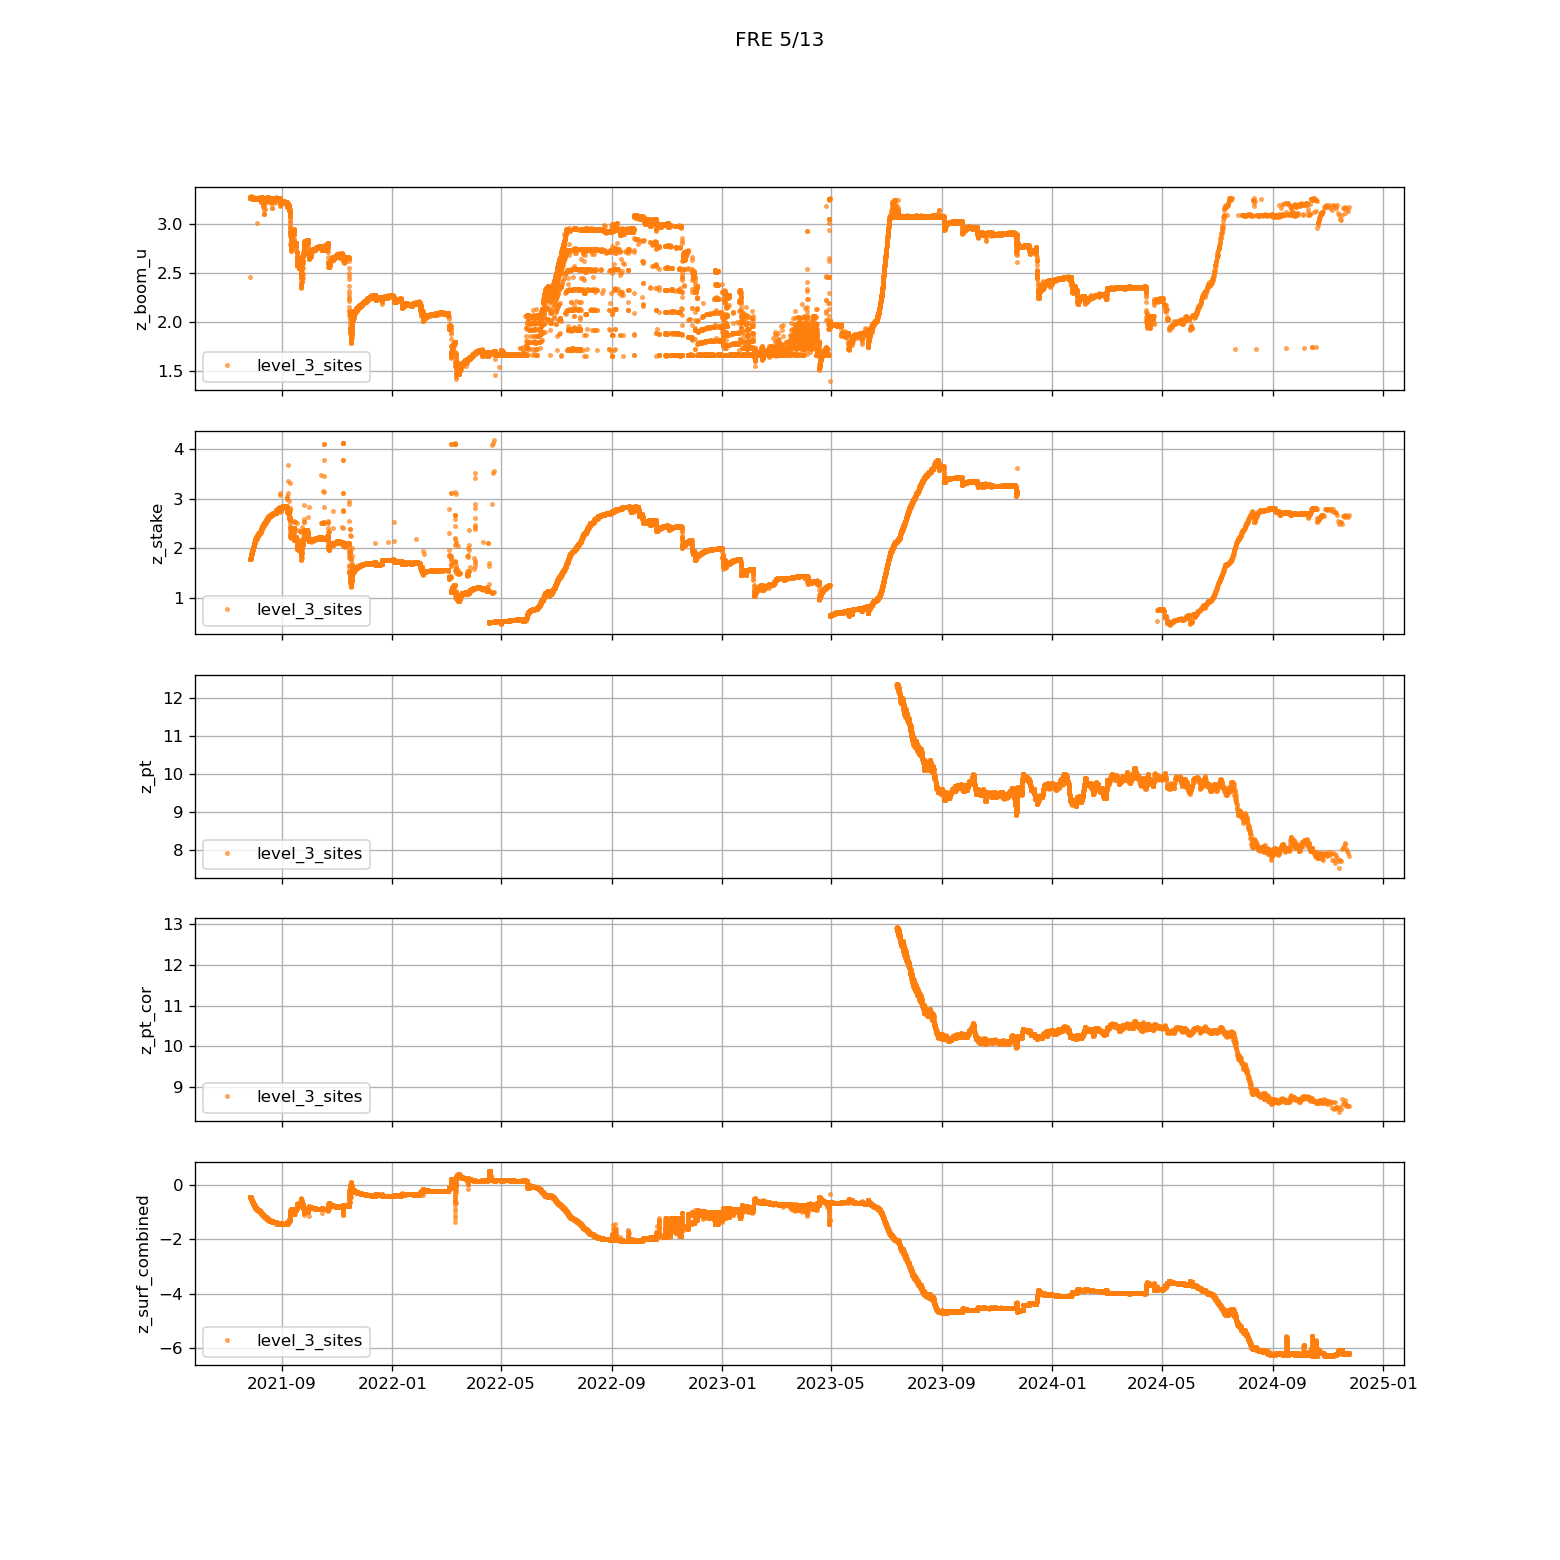 FRE 5/13
z_boom_u
3.0
2.5
2.0
1.5
level_3_sites
z_stake
4
3
2
1
level_3_sites
z_pt
12
11
10
9
8
level_3_sites
z_pt_cor
13
12
11
10
9
level_3_sites
z_surf_combined
0
−2
−4
−6
level_3_sites
2021-09 2022-01 2022-05 2022-09 2023-01 2023-05 2023-09 2024-01 2024-05 2024-09 2025-01